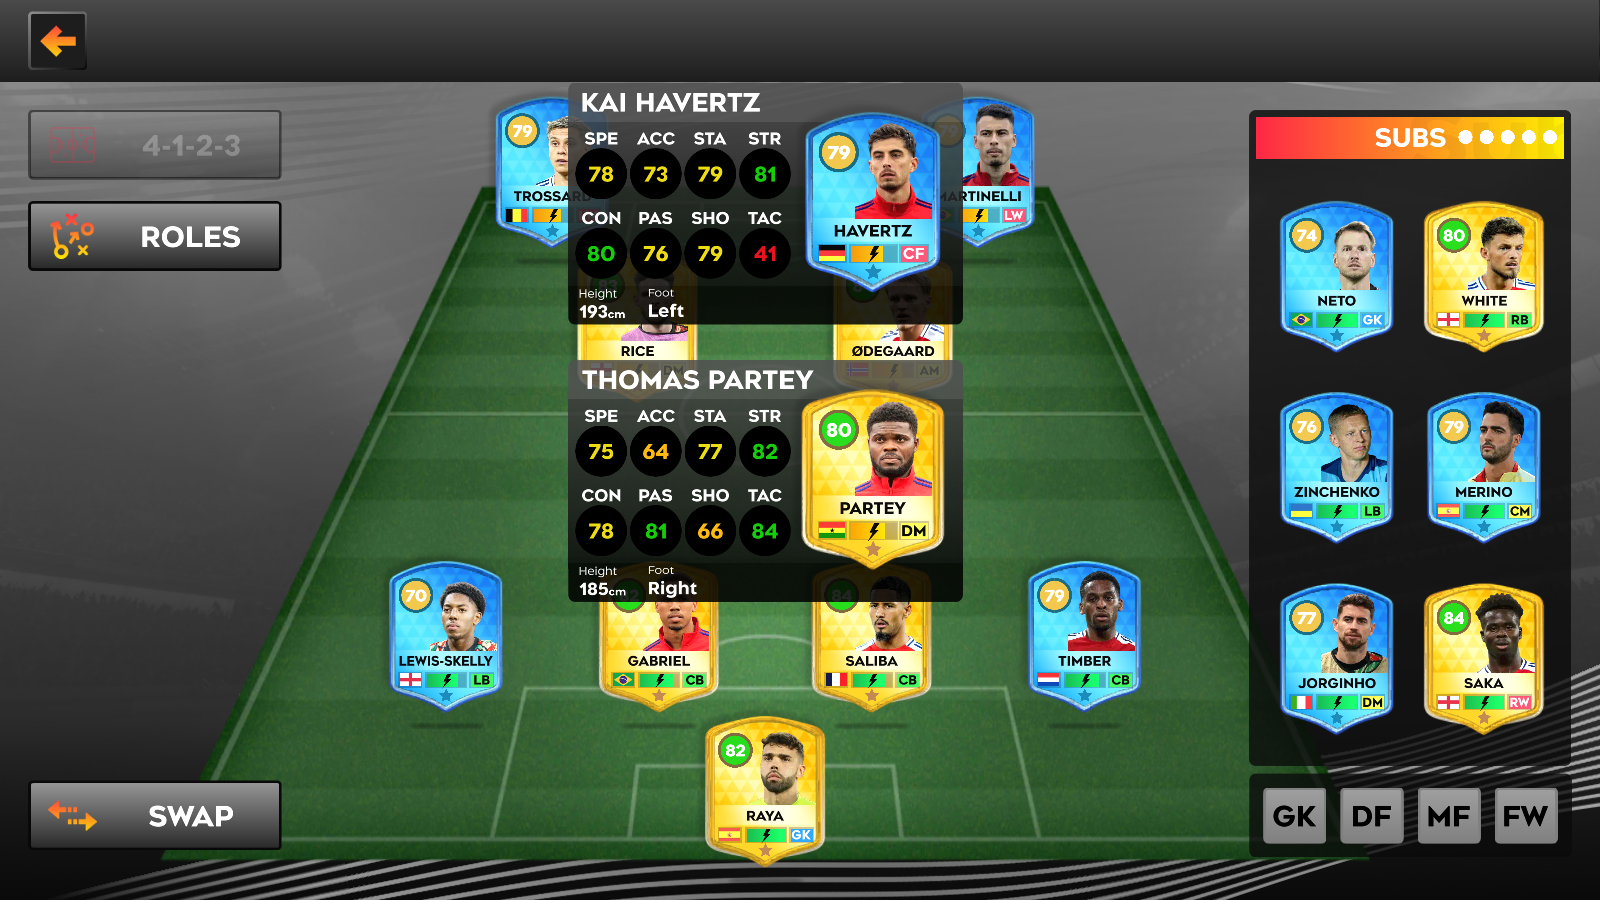 4-1-2-3
ROLES
SWAP
79
TROSSARD
KAI HAVERTZ
SPE ACC STA STR
78 73 79 81
CON PAS SHO TAC
80 76 79 41
Height Foot
193cm Left
79
HAVERTZ
CF
MARTINELLI
LW
RICE
DM
ØDEGAARD
AM
THOMAS PARTEY
SPE ACC STA STR
75 64 77 82
CON PAS SHO TAC
78 81 66 84
Height Foot
185cm Right
80
PARTEY
DM
70
LEWIS-SKELLY
LB
GABRIEL
CB
84
SALIBA
CB
79
TIMBER
CB
82
RAYA
GK
SUBS
74
NETO
GK
80
WHITE
RB
76
ZINCHENKO
LB
79
MERINO
CM
77
JORGINHO
DM
84
SAKA
RW
GK DF MF FW